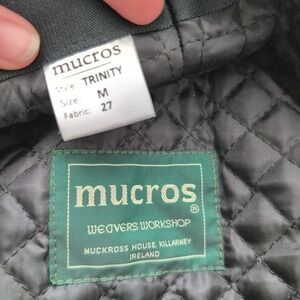 mucros
Style: TRINITY
Size: M
Fabric: 27
mucros
®
WEAVERS WORKSHOP
MUCKROSS HOUSE, KILLARNEY
IRELAND